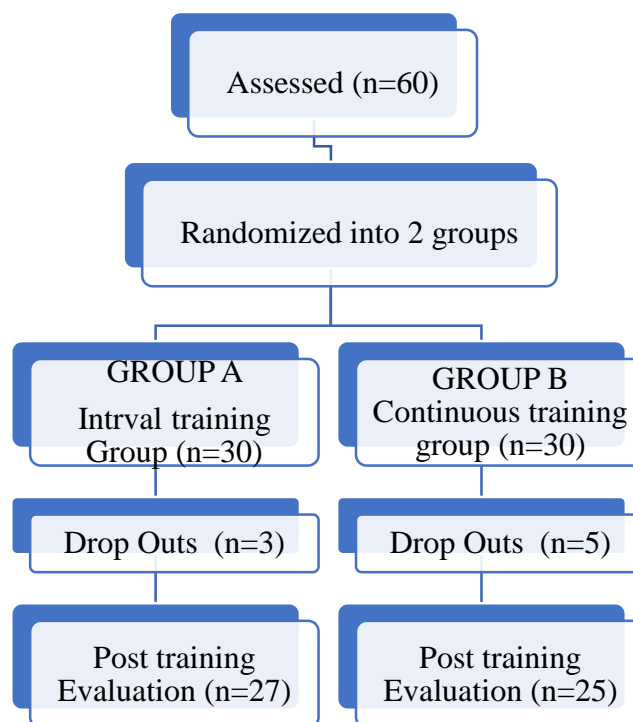 Assessed (n=60)
Randomized into 2 groups
GROUP A
Intrval training
Group (n=30)
GROUP B
Continuous training
group (n=30)
Drop Outs  (n=3)
Drop Outs  (n=5)
Post training
Evaluation (n=27)
Post training
Evaluation (n=25)